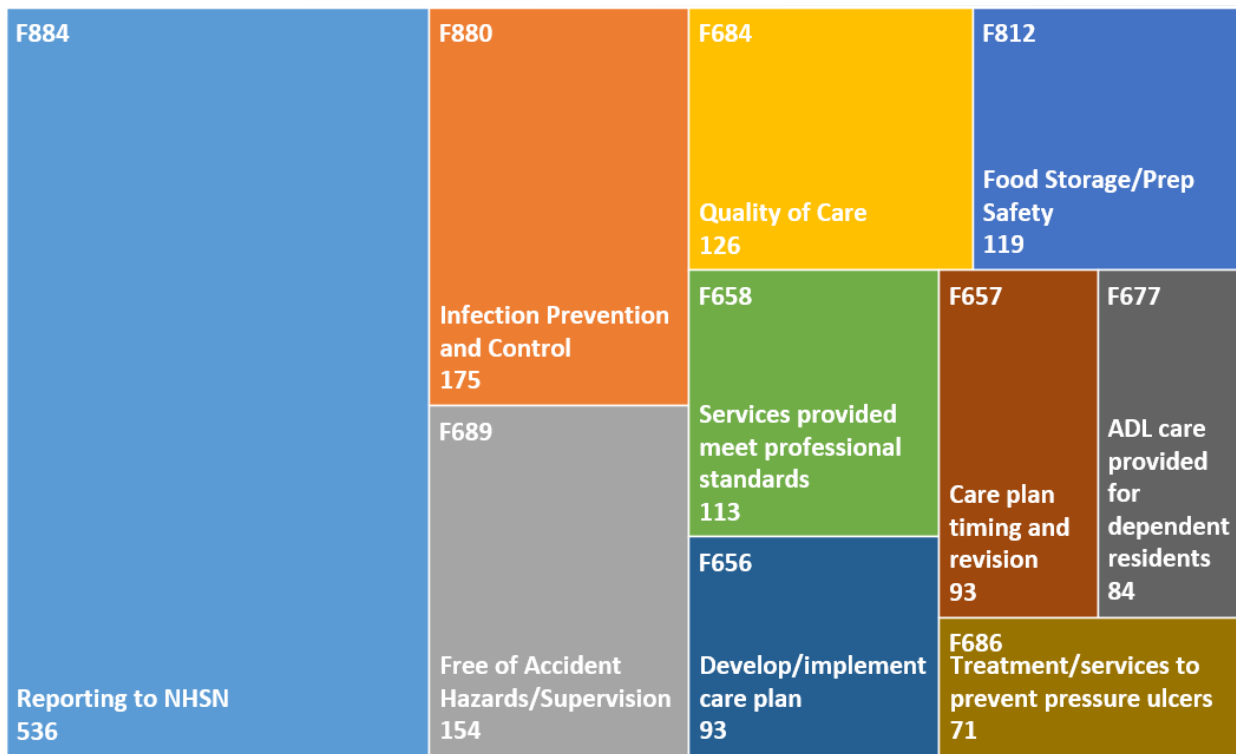 F884
Reporting to NHSN
536
F880
Infection Prevention
and Control
175
F689
Free of Accident
Hazards/Supervision
154
F684
Quality of Care
126
F812
Food Storage/Prep
Safety
119
F658
Services provided
meet professional
standards
113
F656
Develop/implement
care plan
93
F657
Care plan
timing and
revision
93
F677
ADL care
provided
for
dependent
residents
84
F686
Treatment/services to
prevent pressure ulcers
71